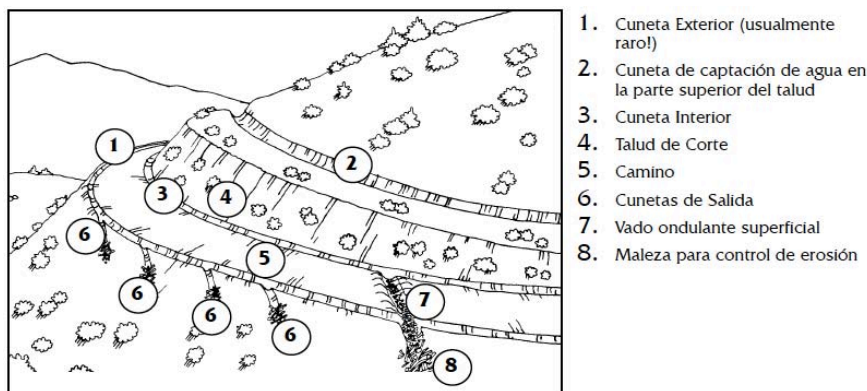 1
2
3
4
5
6
6
6
6
7
8
1. Cuneta Exterior (usualmente
raro!)
2. Cuneta de captación de agua en
la parte superior del talud
3. Cuneta Interior
4. Talud de Corte
5. Camino
6. Cunetas de Salida
7. Vado ondulante superficial
8. Maleza para control de erosión